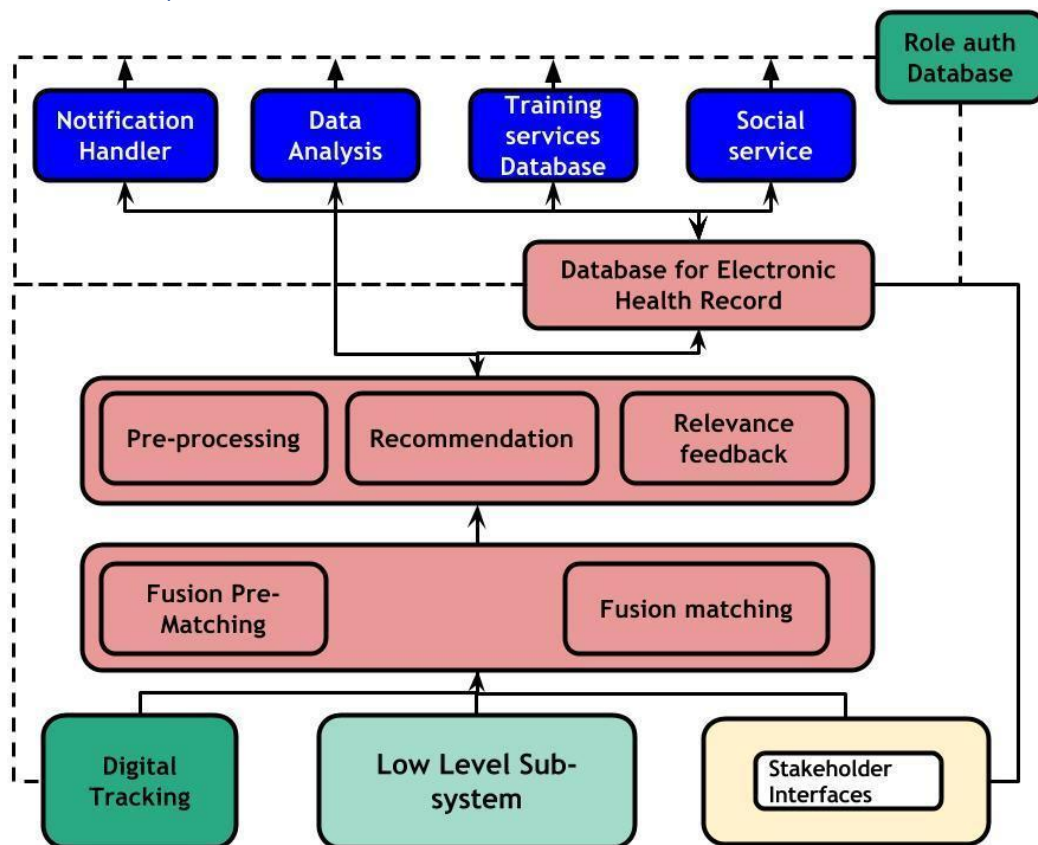 Role auth
Database
Notification
Handler
Data
Analysis
Training
services
Database
Social
service
Database for Electronic
Health Record
Pre-processing
Recommendation
Relevance
feedback
Fusion Pre-
Matching
Fusion matching
Digital
Tracking
Low Level Sub-
system
Stakeholder
Interfaces